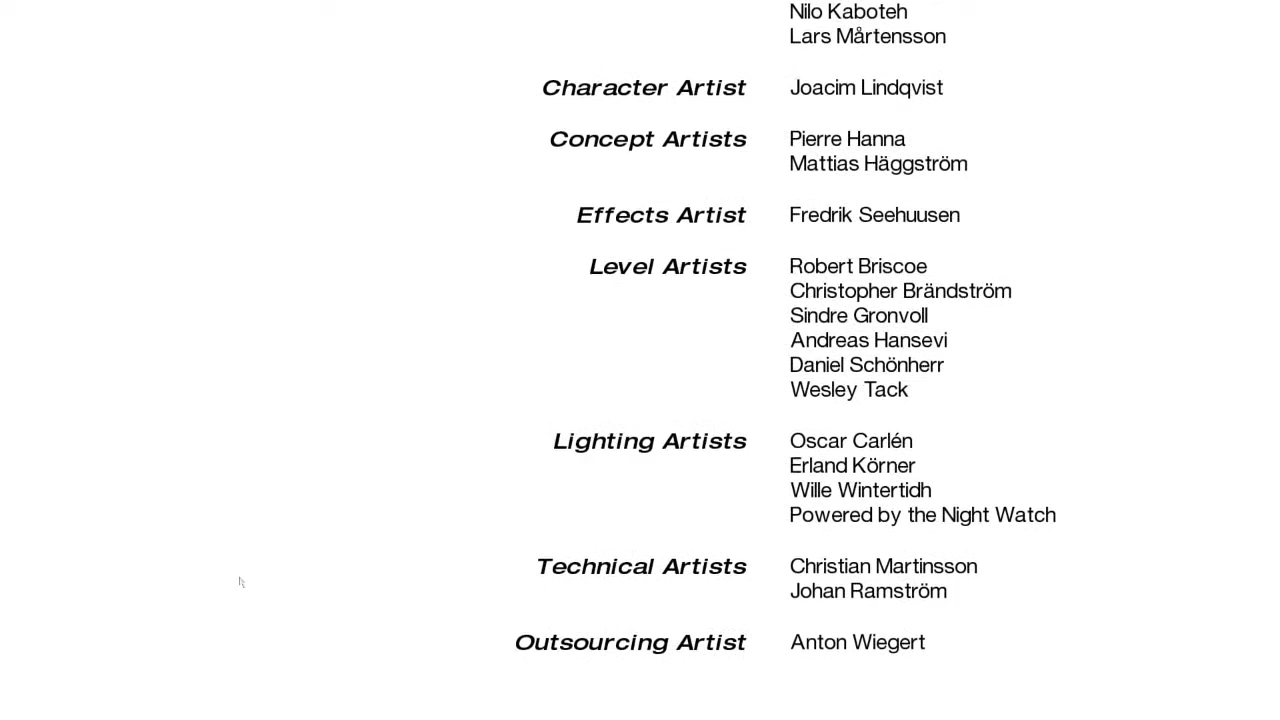 Nilo Kaboteh
Lars Mårtensson
Character Artist Joacim Lindqvist
Concept Artists Pierre Hanna
Mattias Häggström
Effects Artist Fredrik Seehuusen
Level Artists Robert Briscoe
Christopher Brändström
Sindre Gronvoll
Andreas Hansevi
Daniel Schönherr
Wesley Tack
Lighting Artists Oscar Carlén
Erland Körner
Wille Wintertidh
Powered by the Night Watch
Technical Artists Christian Martinsson
Johan Ramström
Outsourcing Artist Anton Wiegert